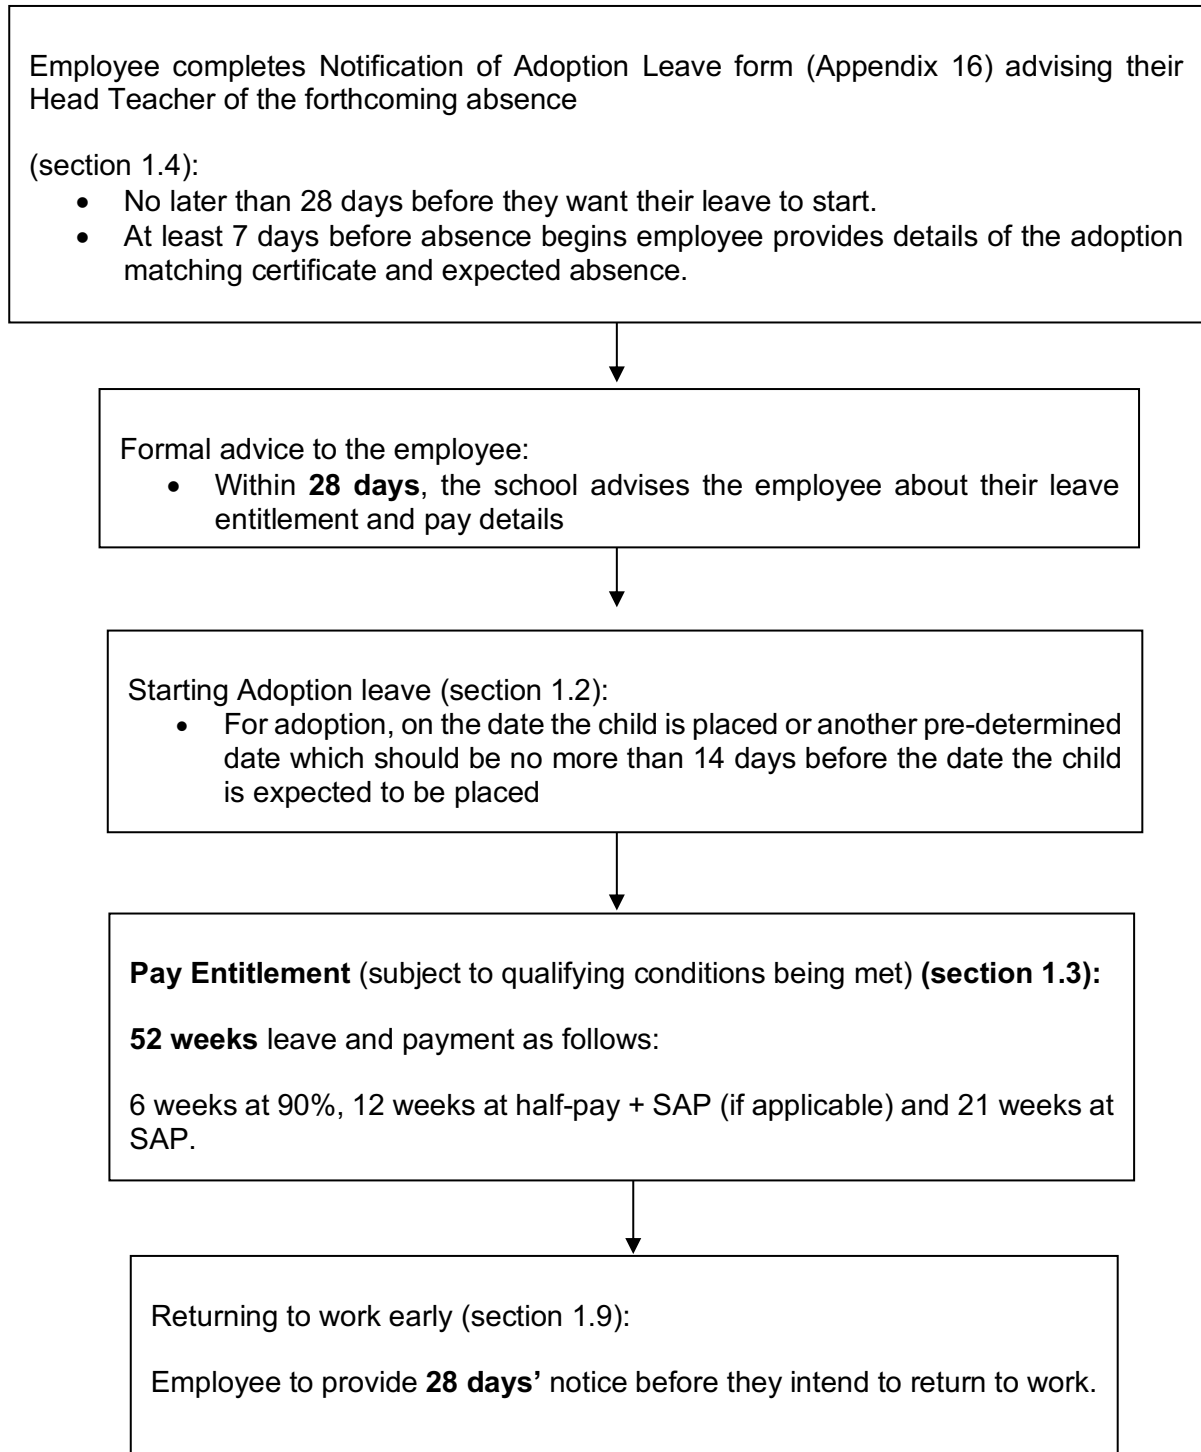 Employee completes Notification of Adoption Leave form (Appendix 16) advising their
Head Teacher of the forthcoming absence
(section 1.4):
• No later than 28 days before they want their leave to start.
• At least 7 days before absence begins employee provides details of the adoption
matching certificate and expected absence.
Formal advice to the employee:
• Within 28 days, the school advises the employee about their leave
entitlement and pay details
Starting Adoption leave (section 1.2):
• For adoption, on the date the child is placed or another pre-determined
date which should be no more than 14 days before the date the child
is expected to be placed
Pay Entitlement (subject to qualifying conditions being met) (section 1.3):
52 weeks leave and payment as follows:
6 weeks at 90%, 12 weeks at half-pay + SAP (if applicable) and 21 weeks at
SAP.
Returning to work early (section 1.9):
Employee to provide 28 days’ notice before they intend to return to work.